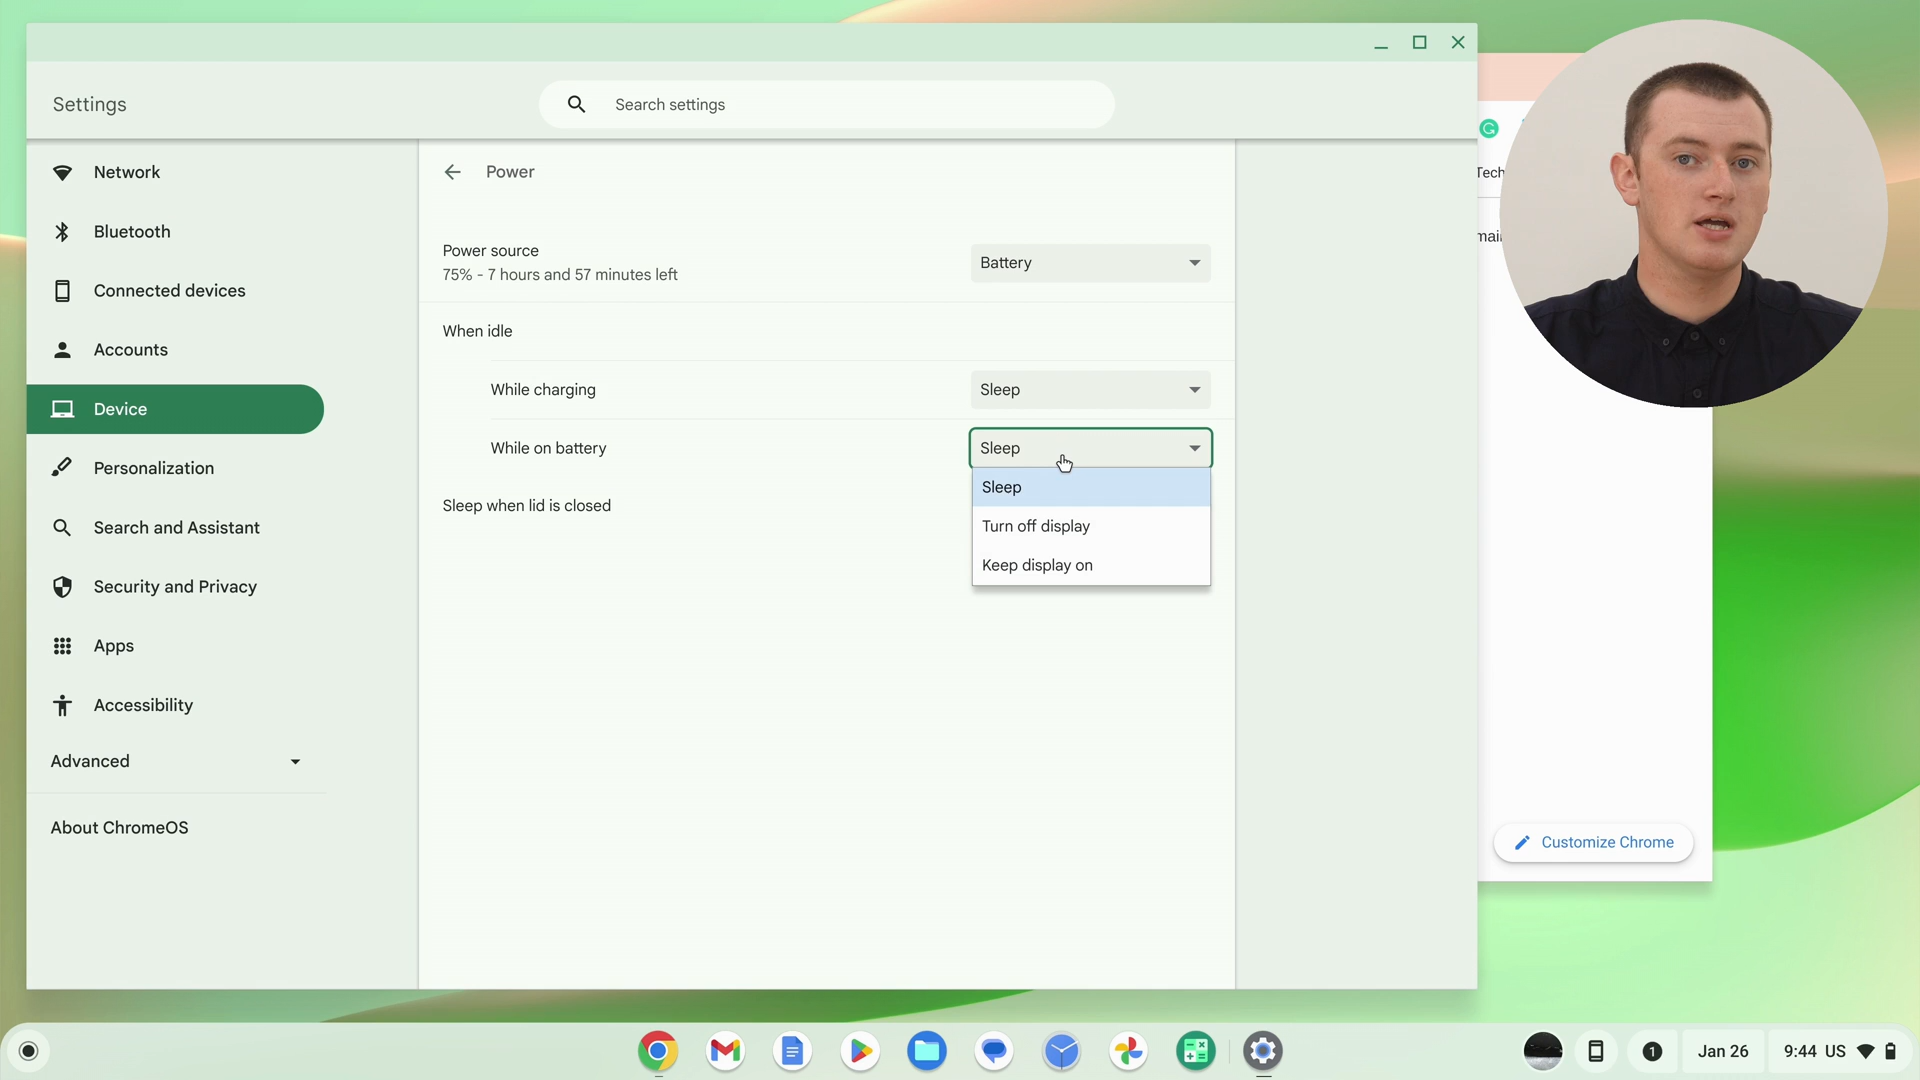 Settings
Search settings
Network
Bluetooth
Connected devices
Accounts
Device
Personalization
Search and Assistant
Security and Privacy
Apps
Accessibility
Advanced
About ChromeOS
Power
Power source
75% - 7 hours and 57 minutes left
Battery
When idle
While charging
Sleep
While on battery
Sleep
Sleep
Turn off display
Keep display on
Sleep when lid is closed
Tech
Customize Chrome
1
Jan 26
9:44 US